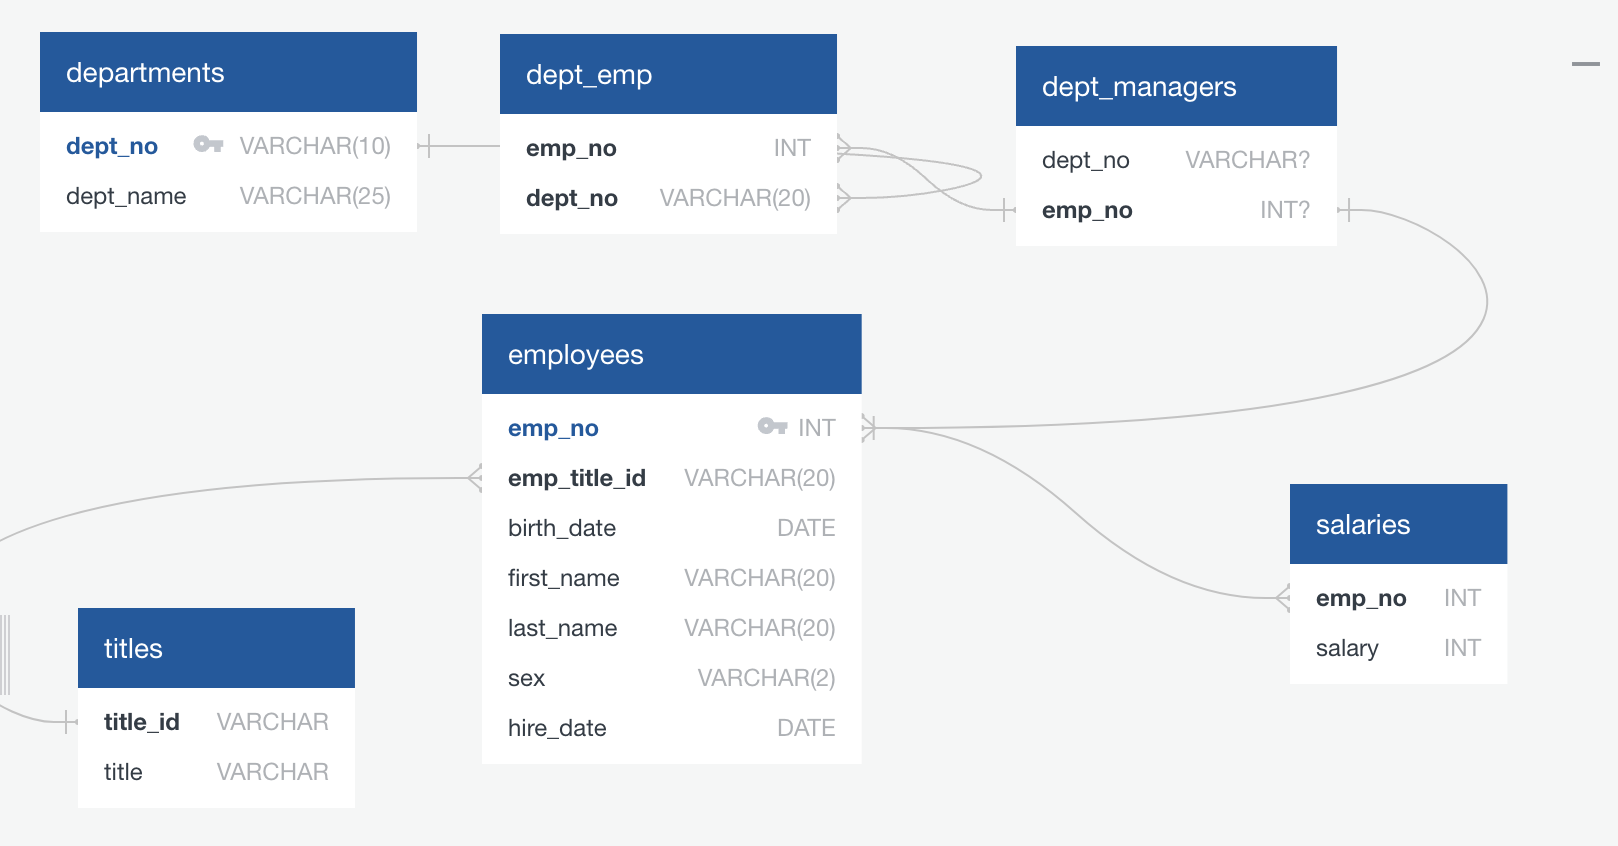 departments
dept_no VARCHAR(10)
dept_name VARCHAR(25)
dept_emp
emp_no INT
dept_no VARCHAR(20)
dept_managers
dept_no VARCHAR?
emp_no INT?
employees
emp_no INT
emp_title_id VARCHAR(20)
birth_date DATE
first_name VARCHAR(20)
last_name VARCHAR(20)
sex VARCHAR(2)
hire_date DATE
salaries
emp_no INT
salary INT
titles
title_id VARCHAR
title VARCHAR